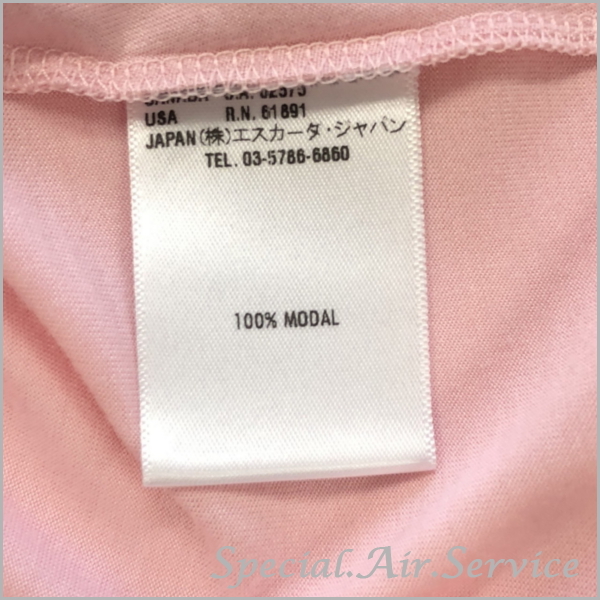 USA R.N. 61891
JAPAN(株)エスカーダ・ジャパン
TEL. 03-5786-6860
100% MODAL
Special.Air.Service